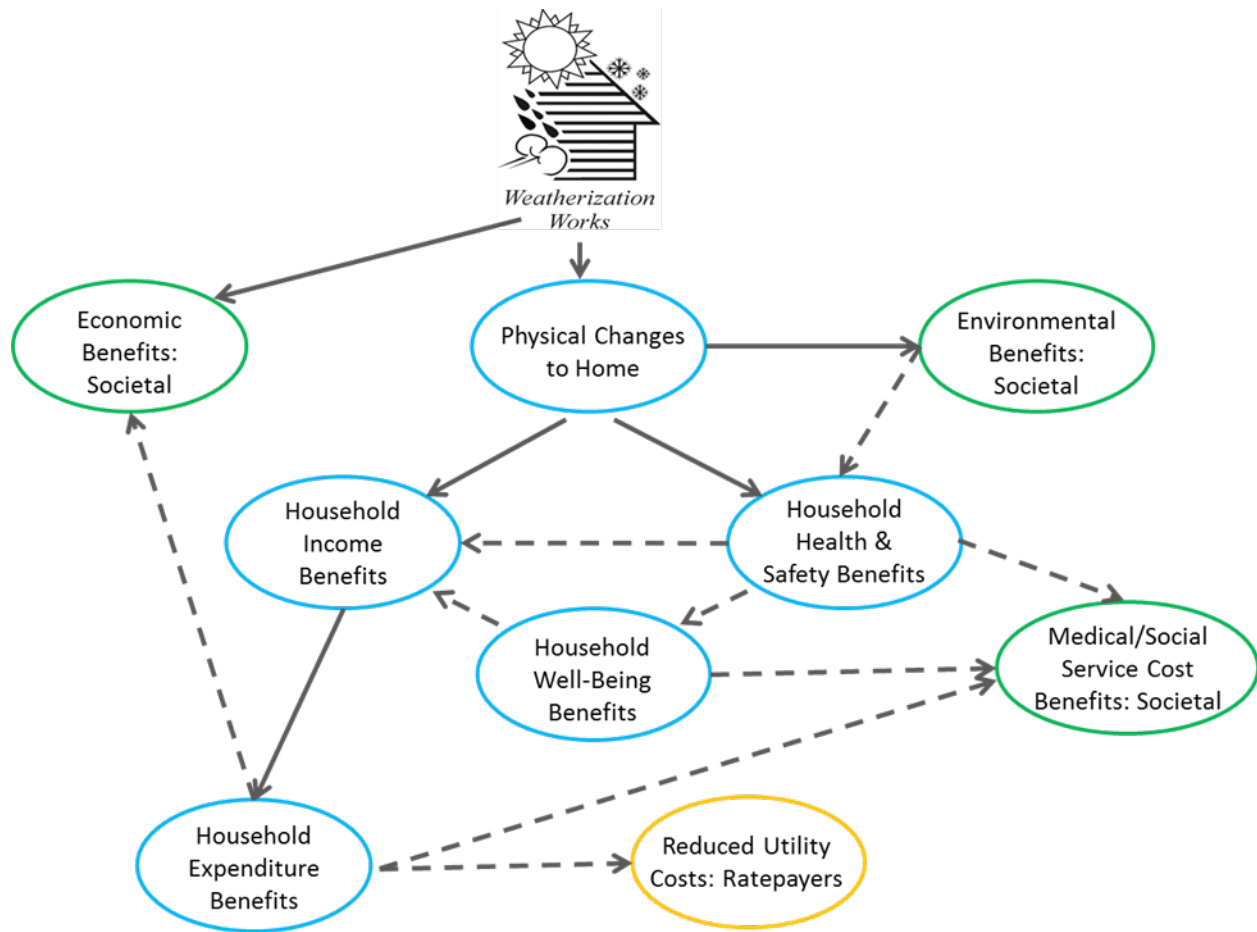 Weatherization
Works
Economic
Benefits:
Societal
Physical Changes
to Home
Environmental
Benefits:
Societal
Household
Income
Benefits
Household
Health &
Safety Benefits
Household
Well-Being
Benefits
Medical/Social
Service Cost
Benefits: Societal
Household
Expenditure
Benefits
Reduced Utility
Costs: Ratepayers